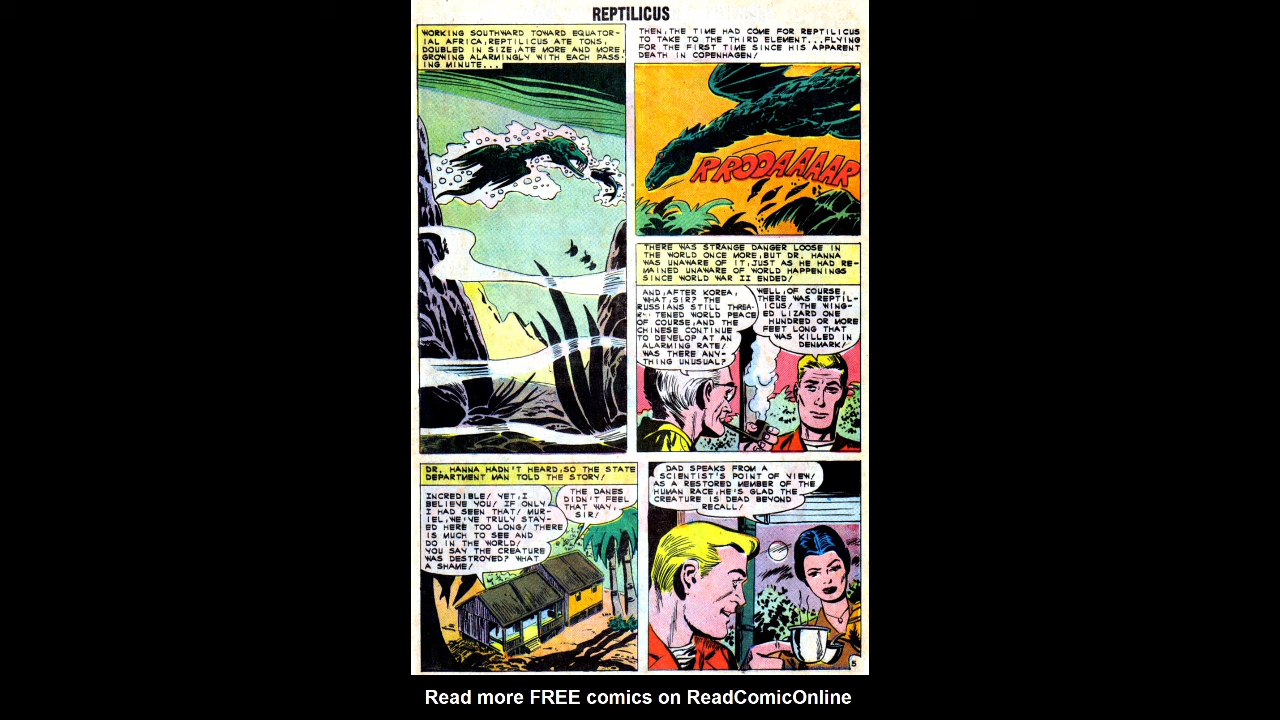 REPTILICUS
WORKING SOUTHWARD TOWARD EQUATOR-
IAL AFRICA, REPTILICUS ATE TONS,
DOUBLED IN SIZE, ATE MORE AND MORE,
GROWING ALARMINGLY WITH EACH PASS-
ING MINUTE...
THEN, THE TIME HAD COME FOR REPTILICUS
TO TAKE TO THE THIRD ELEMENT... FLYING
FOR THE FIRST TIME SINCE HIS APPARENT
DEATH IN COPENHAGEN!
RROOAAAAR
THERE WAS STRANGE DANGER LOOSE IN
THE WORLD ONCE MORE, BUT DR. HANNA
WAS UNAWARE OF IT, JUST AS HE HAD RE-
MAINED UNAWARE OF WORLD HAPPENINGS
SINCE WORLD WAR II ENDED!
AND, AFTER KOREA,
WHAT, SIR? THE
RUSSIANS STILL THREA-
TENED WORLD PEACE
OF COURSE, AND THE
CHINESE CONTINUE
TO DEVELOP AT AN
ALARMING RATE!
WAS THERE ANY-
THING UNUSUAL?
WELL, OF COURSE,
THERE WAS REPTIL-
ICUS! THE WING-
ED LIZARD ONE
HUNDRED OR MORE
FEET LONG THAT
WAS KILLED IN
DENMARK!
DR. HANNA HADN'T HEARD, SO THE STATE
DEPARTMENT MAN TOLD THE STORY!
INCREDIBLE! YET, I
BELIEVE YOU! IF ONLY
I HAD SEEN THAT! MUR-
IEL, WE'VE TRULY STAY-
ED HERE TOO LONG! THERE
IS MUCH TO SEE AND
DO IN THE WORLD!
YOU SAY THE CREATURE
WAS DESTROYED? WHAT
A SHAME!
THE DANES
DIDN'T FEEL
THAT WAY,
SIR!
DAD SPEAKS FROM A
SCIENTIST'S POINT OF VIEW!
AS A RESTORED MEMBER OF THE
HUMAN RACE, HE'S GLAD THE
CREATURE IS DEAD BEYOND
RECALL!
5
Read more FREE comics on ReadComicOnline